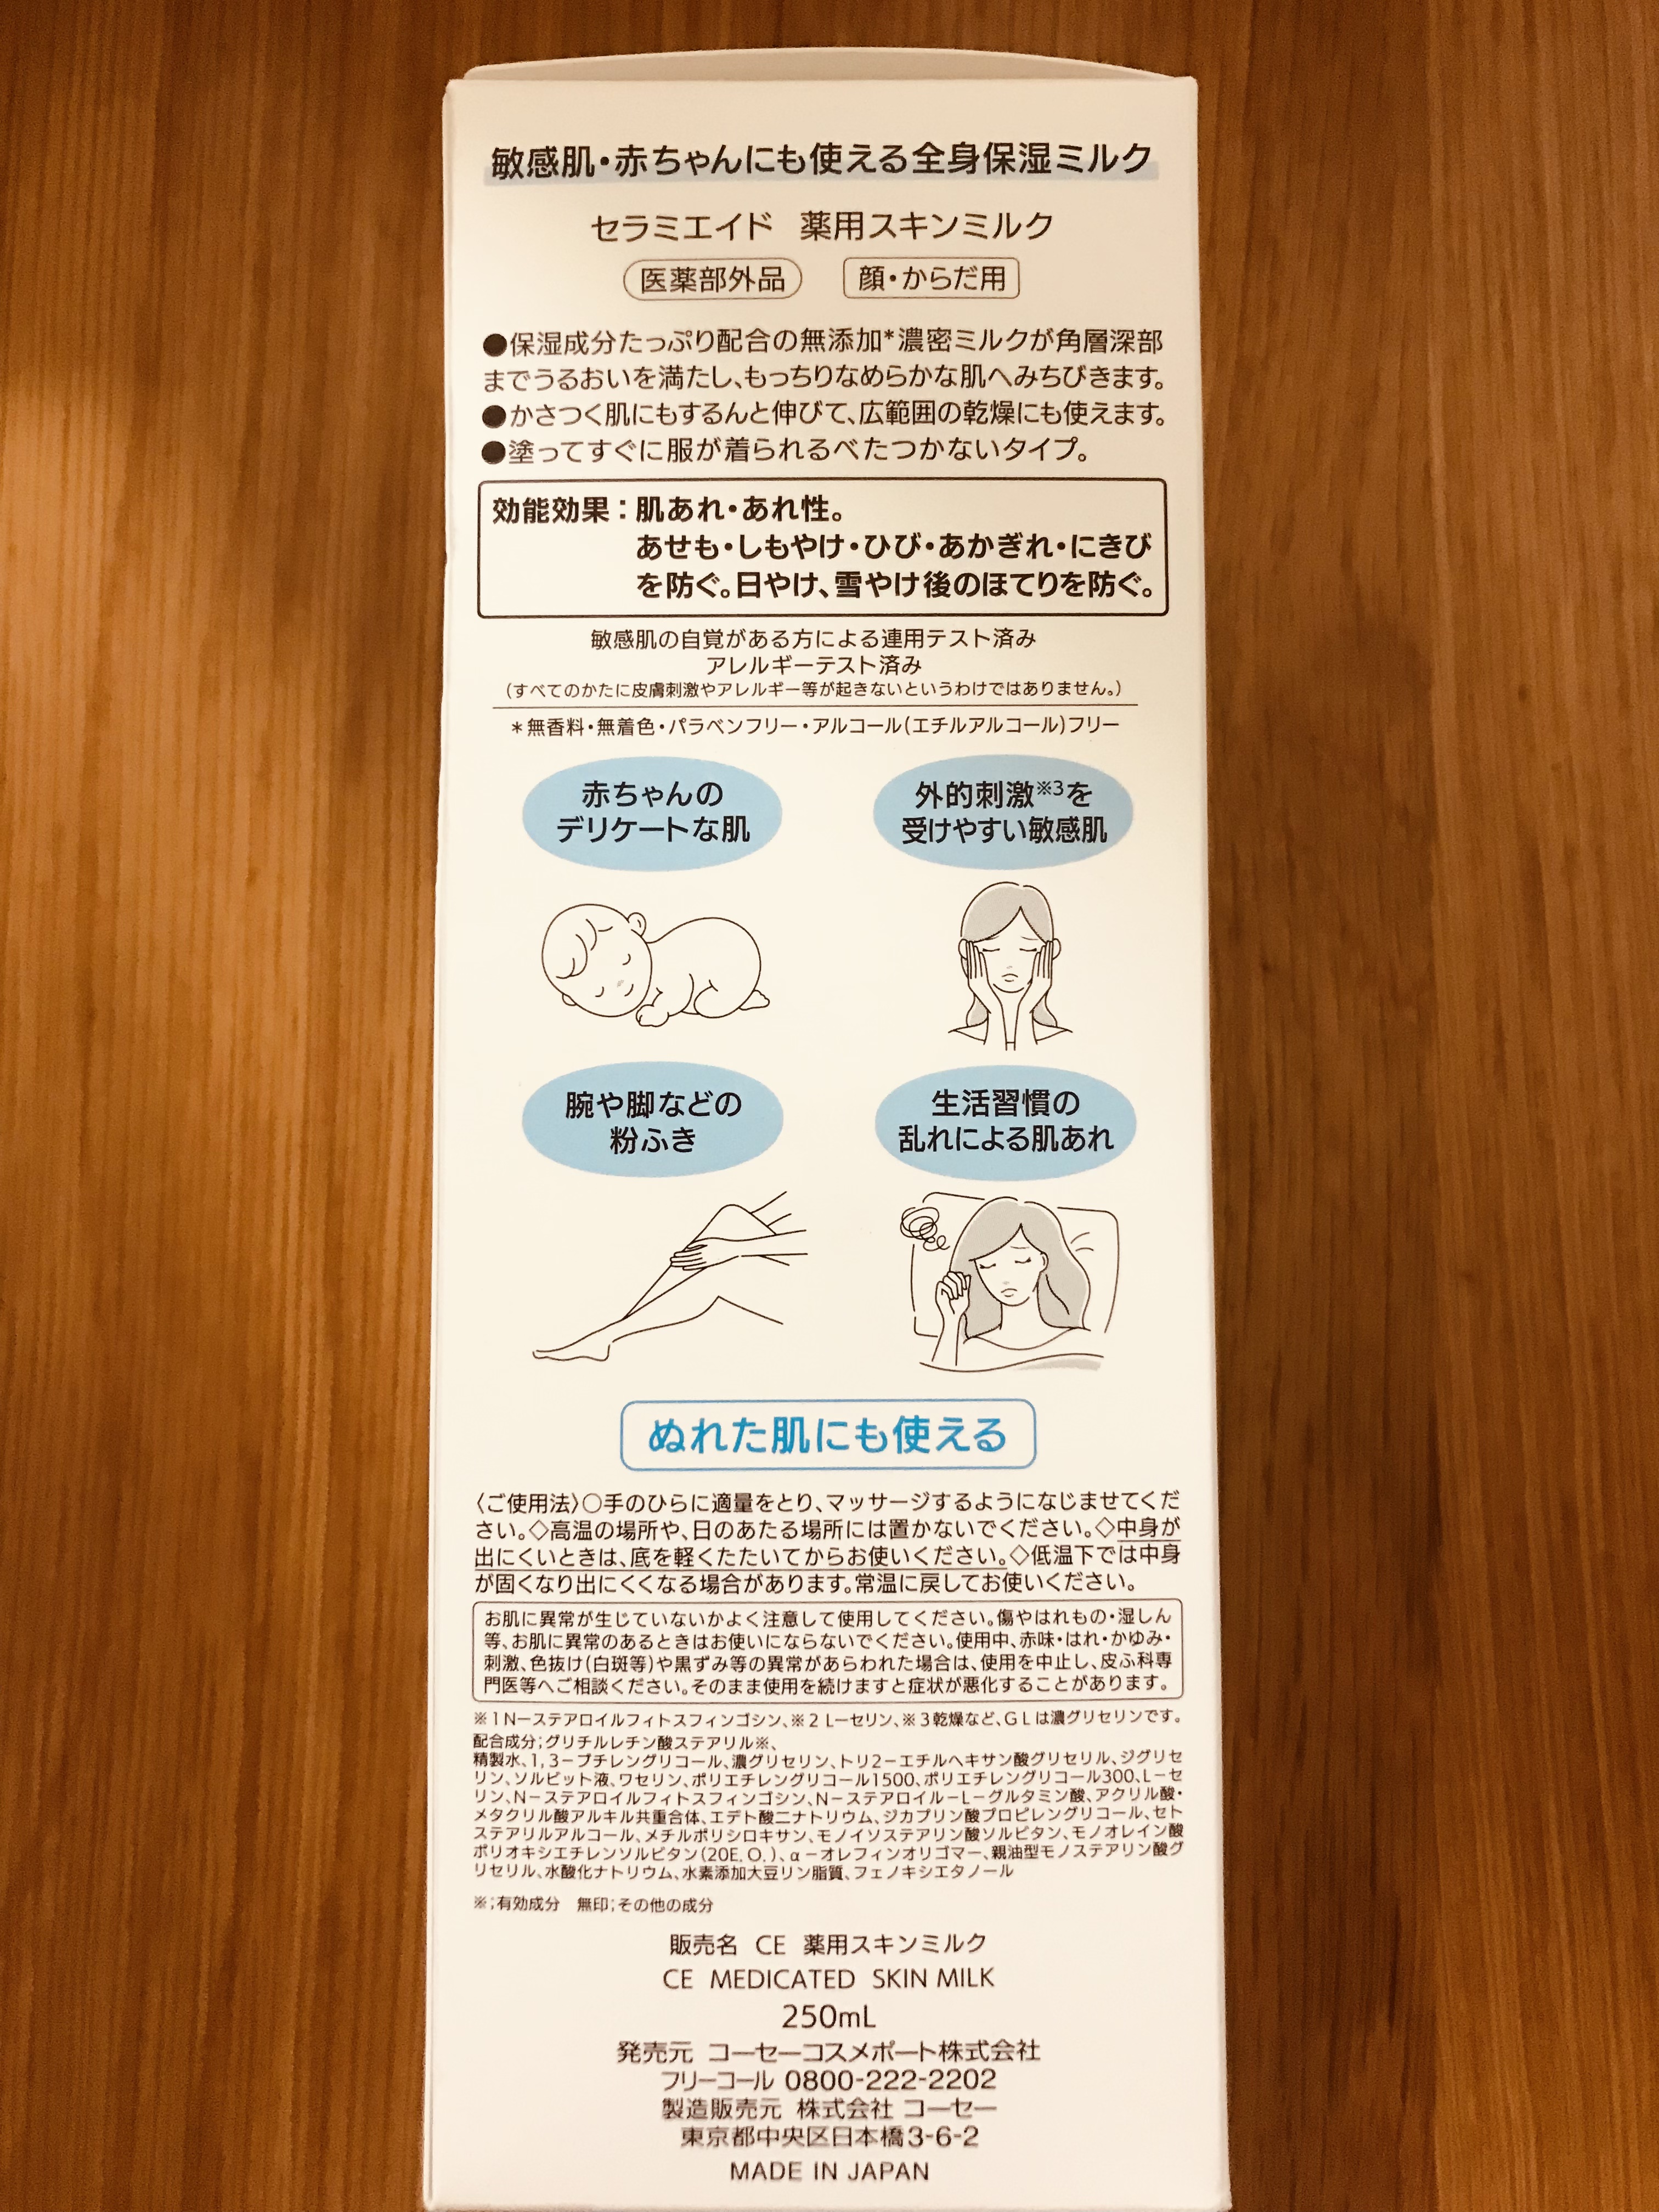 敏感肌・赤ちゃんにも使える全身保湿ミルク
セラミエイド 薬用スキンミルク
医薬部外品 顔・からだ用
●保湿成分たっぷり配合の無添加*濃密ミルクが角層深部
までうるおいを満たし、もっちりなめらかな肌へみちびきます。
●かさつく肌にもするんと伸びて、広範囲の乾燥にも使えます。
●塗ってすぐに服が着られるべたつかないタイプ。
効能効果：肌あれ・あれ性。
あせも・しもやけ・ひび・あかぎれ・にきび
を防ぐ。日やけ、雪やけ後のほてりを防ぐ。
敏感肌の自覚がある方による連用テスト済み
アレルギーテスト済み
（すべてのかたに皮膚刺激やアレルギー等が起きないというわけではありません。）
＊無香料・無着色・パラベンフリー・アルコール（エチルアルコール）フリー
赤ちゃんの
デリケートな肌
外的刺激※3を
受けやすい敏感肌
腕や脚などの
粉ふき
生活習慣の
乱れによる肌あれ
ぬれた肌にも使える
〈ご使用法〉○手のひらに適量をとり、マッサージするようになじませてくだ
さい。◇高温の場所や、日のあたる場所には置かないでください。◇中身が
出にくいときは、底を軽くたたいてからお使いください。◇低温下では中身
が固くなり出にくくなる場合があります。常温に戻してお使いください。
お肌に異常が生じていないかよく注意して使用してください。傷やはれもの・湿しん
等、お肌に異常のあるときはお使いにならないでください。使用中、赤味・はれ・かゆみ・
刺激、色抜け（白斑等）や黒ずみ等の異常があらわれた場合は、使用を中止し、皮ふ科専
門医等へご相談ください。そのまま使用を続けますと症状が悪化することがあります。
※1 N－ステアロイルフィトスフィンゴシン、※2 L－セリン、※3 乾燥など、GLは濃グリセリンです。
配合成分；グリチルレチン酸ステアリル※、
精製水、1,3－ブチレングリコール、濃グリセリン、トリ2－エチルヘキサン酸グリセリル、ジグリセ
リン、ソルビット液、ワセリン、ポリエチレングリコール1500、ポリエチレングリコール300、L－セ
リン、N－ステアロイルフィトスフィンゴシン、N－ステアロイル－L－グルタミン酸、アクリル酸・
メタクリル酸アルキル共重合体、エデト酸二ナトリウム、ジカプリン酸プロピレングリコール、セト
ステアリルアルコール、メチルポリシロキサン、モノイソステアリン酸ソルビタン、モノオレイン酸
ポリオキシエチレンソルビタン（20E.O.）、α－オレフィンオリゴマー、親油型モノステアリン酸グ
リセリル、水酸化ナトリウム、水素添加大豆リン脂質、フェノキシエタノール
※；有効成分 無印；その他の成分
販売名 CE 薬用スキンミルク
CE MEDICATED SKIN MILK
250mL
発売元 コーセーコスメポート株式会社
フリーコール 0800-222-2202
製造販売元 株式会社 コーセー
東京都中央区日本橋3-6-2
MADE IN JAPAN